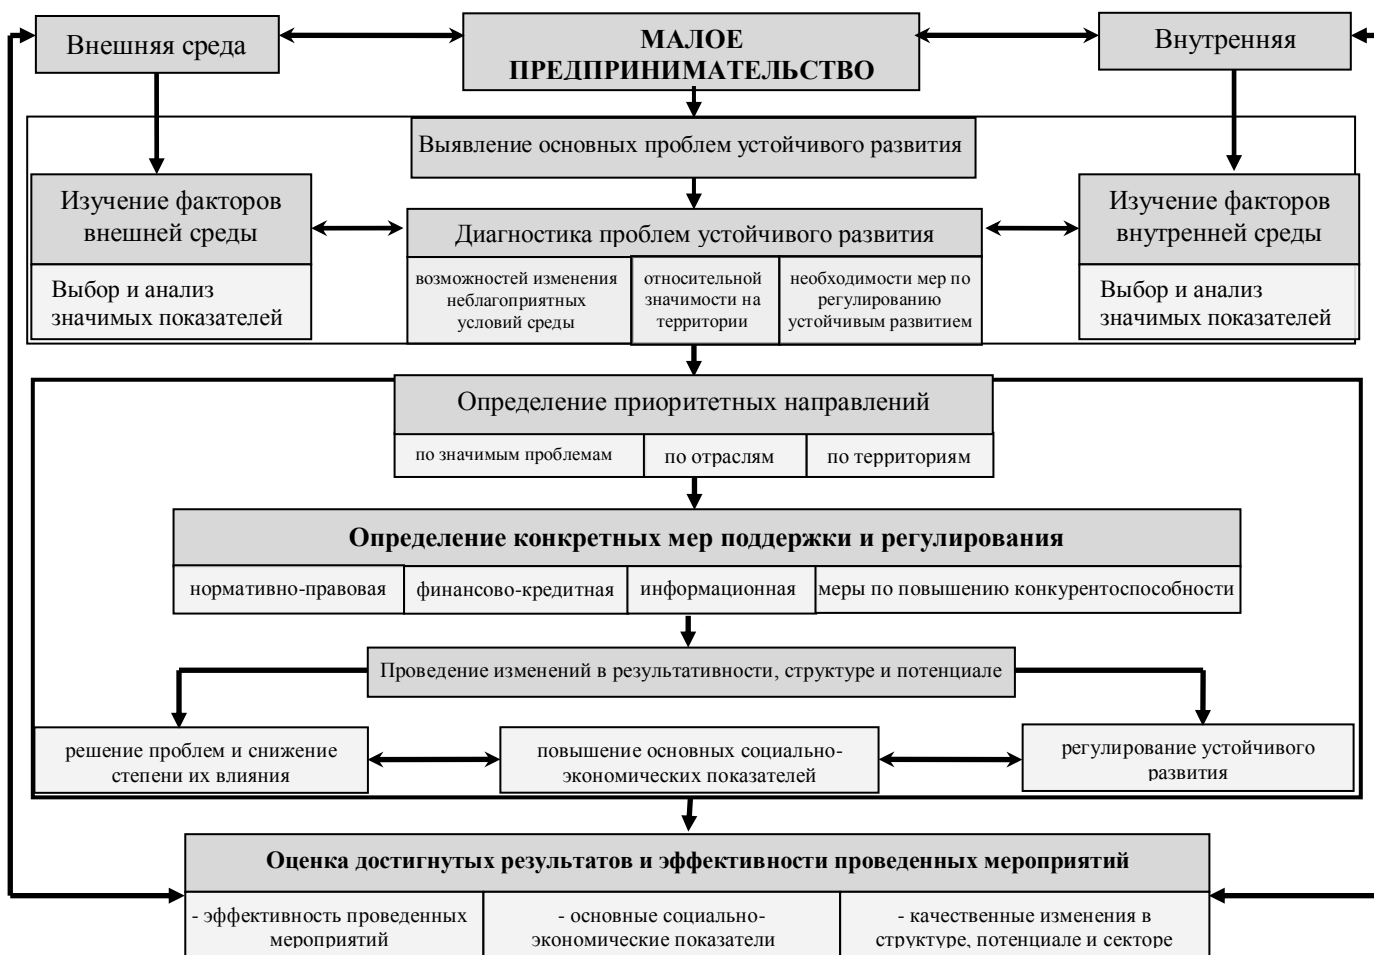 Внешняя среда
МАЛОЕ
ПРЕДПРИНИМАТЕЛЬСТВО
Внутренняя
Выявление основных проблем устойчивого развития
Изучение факторов
внешней среды
Выбор и анализ
значимых показателей
Диагностика проблем устойчивого развития
возможностей изменения
неблагоприятных
условий среды
относительной
значимости на
территории
необходимости мер по
регулированию
устойчивым развитием
Изучение факторов
внутренней среды
Выбор и анализ
значимых показателей
Определение приоритетных направлений
по значимым проблемам
по отраслям
по территориям
Определение конкретных мер поддержки и регулирования
нормативно-правовая
финансово-кредитная
информационная
меры по повышению конкурентоспособности
Проведение изменений в результативности, структуре и потенциале
решение проблем и снижение
степени их влияния
повышение основных социально-
экономических показателей
регулирование устойчивого
развития
Оценка достигнутых результатов и эффективности проведенных мероприятий
- эффективность проведенных
мероприятий
- основные социально-
экономические показатели
- качественные изменения в
структуре, потенциале и секторе